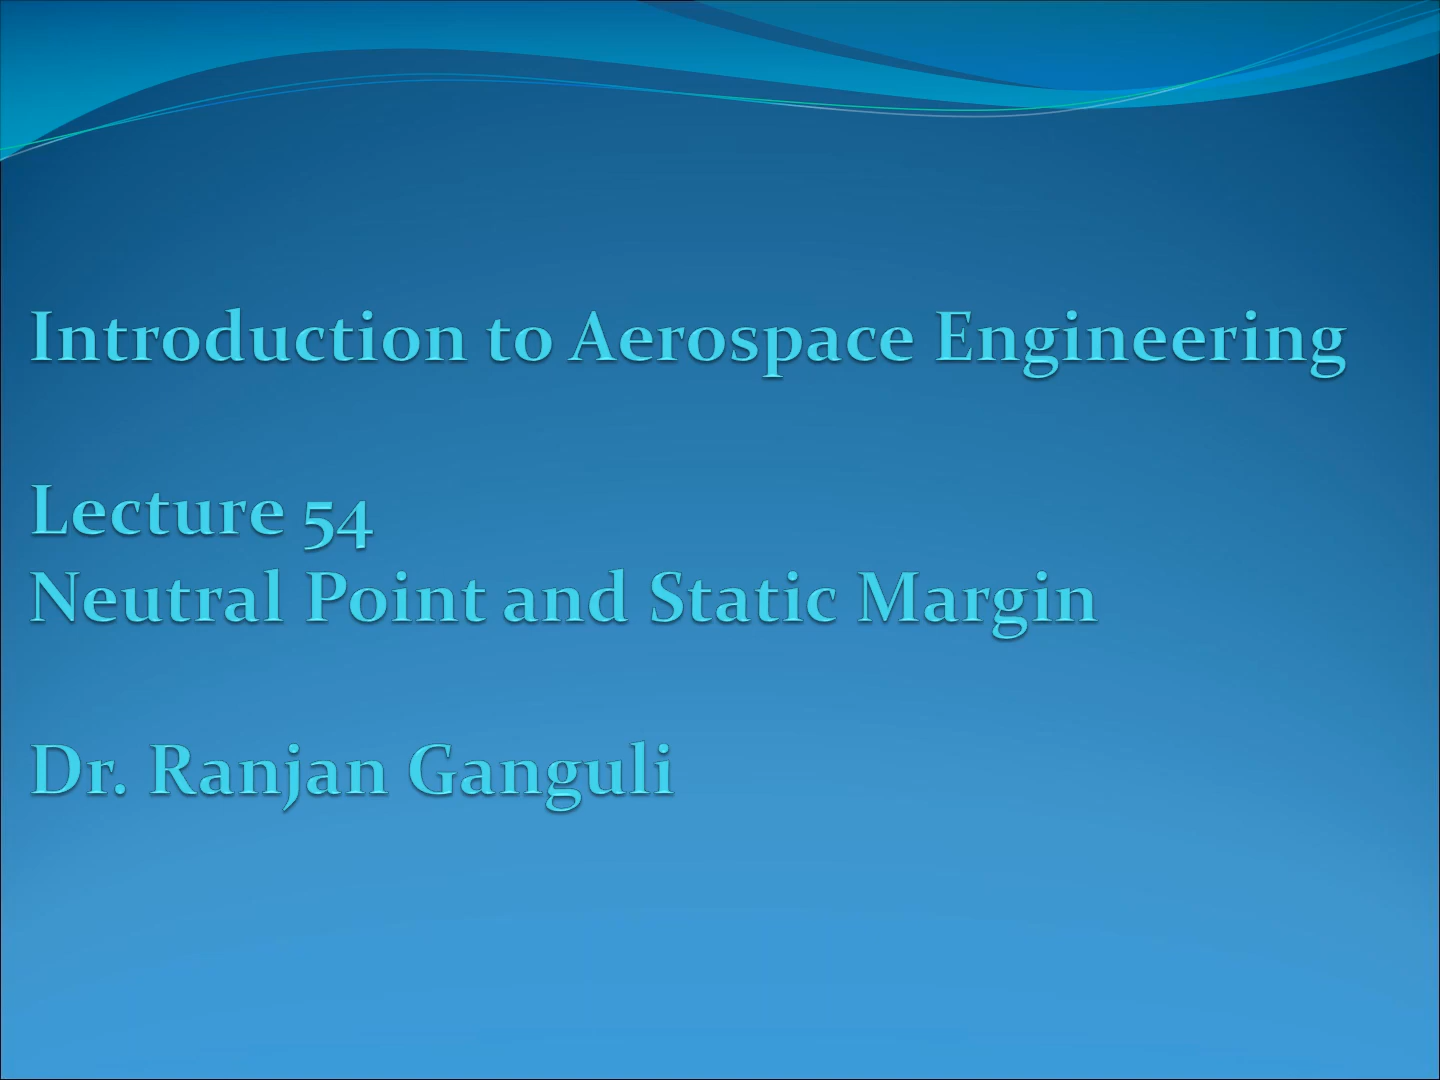 Introduction to Aerospace Engineering
Lecture 54
Neutral Point and Static Margin
Dr. Ranjan Ganguli